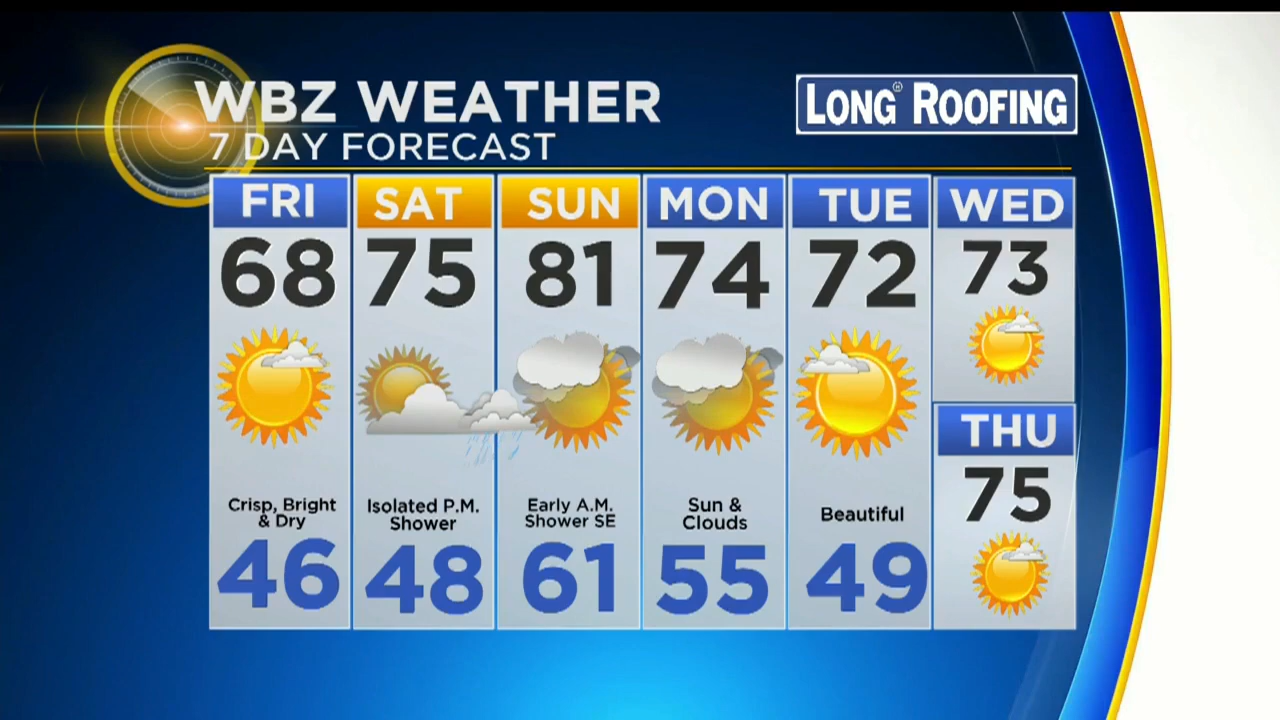 WBZ WEATHER
7 DAY FORECAST
LONG® ROOFING
FRI
68
Crisp, Bright
& Dry
46
SAT
75
Isolated P.M.
Shower
48
SUN
81
Early A.M.
Shower SE
61
MON
74
Sun &
Clouds
55
TUE
72
Beautiful
49
WED
73
THU
75